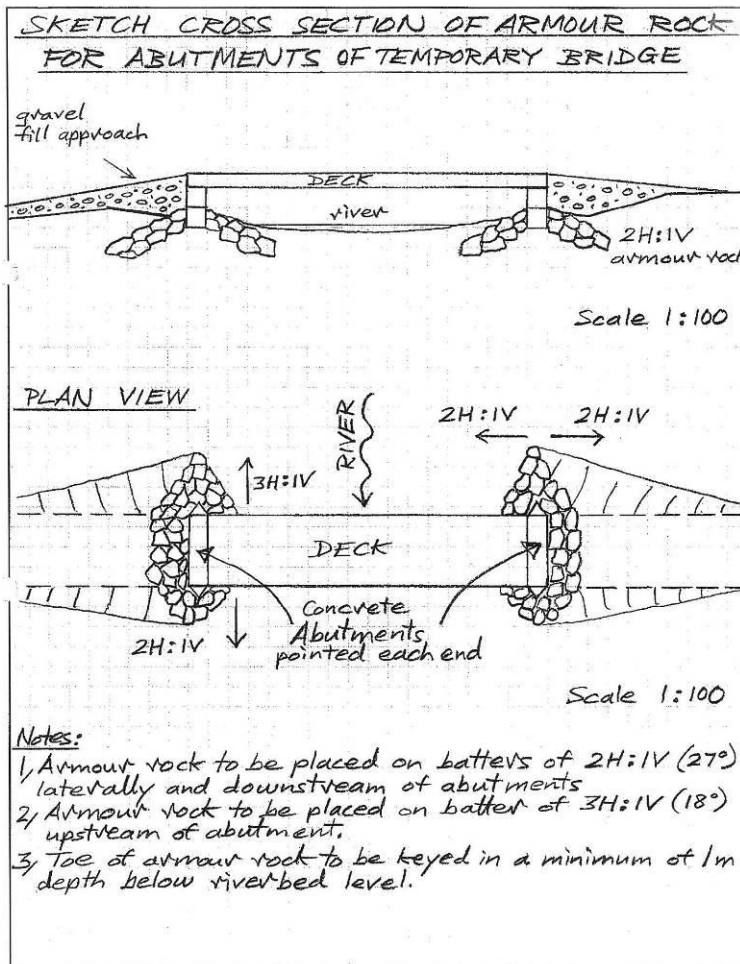 SKETCH CROSS SECTION OF ARMOUR ROCK
FOR ABUTMENTS OF TEMPORARY BRIDGE
gravel
fill approach
DECK
river
2H:1V
armour rock
Scale 1:100
PLAN VIEW
RIVER
2H:1V 2H:1V
3H:1V
DECK
Concrete
Abutments
pointed each end
2H:1V
Scale 1:100
Notes:
1, Armour rock to be placed on batters of 2H:1V (27°)
laterally and downstream of abutments
2, Armour rock to be placed on batter of 3H:1V (18°)
upstream of abutment.
3, Toe of armour rock to be keyed in a minimum of 1m
depth below riverbed level.